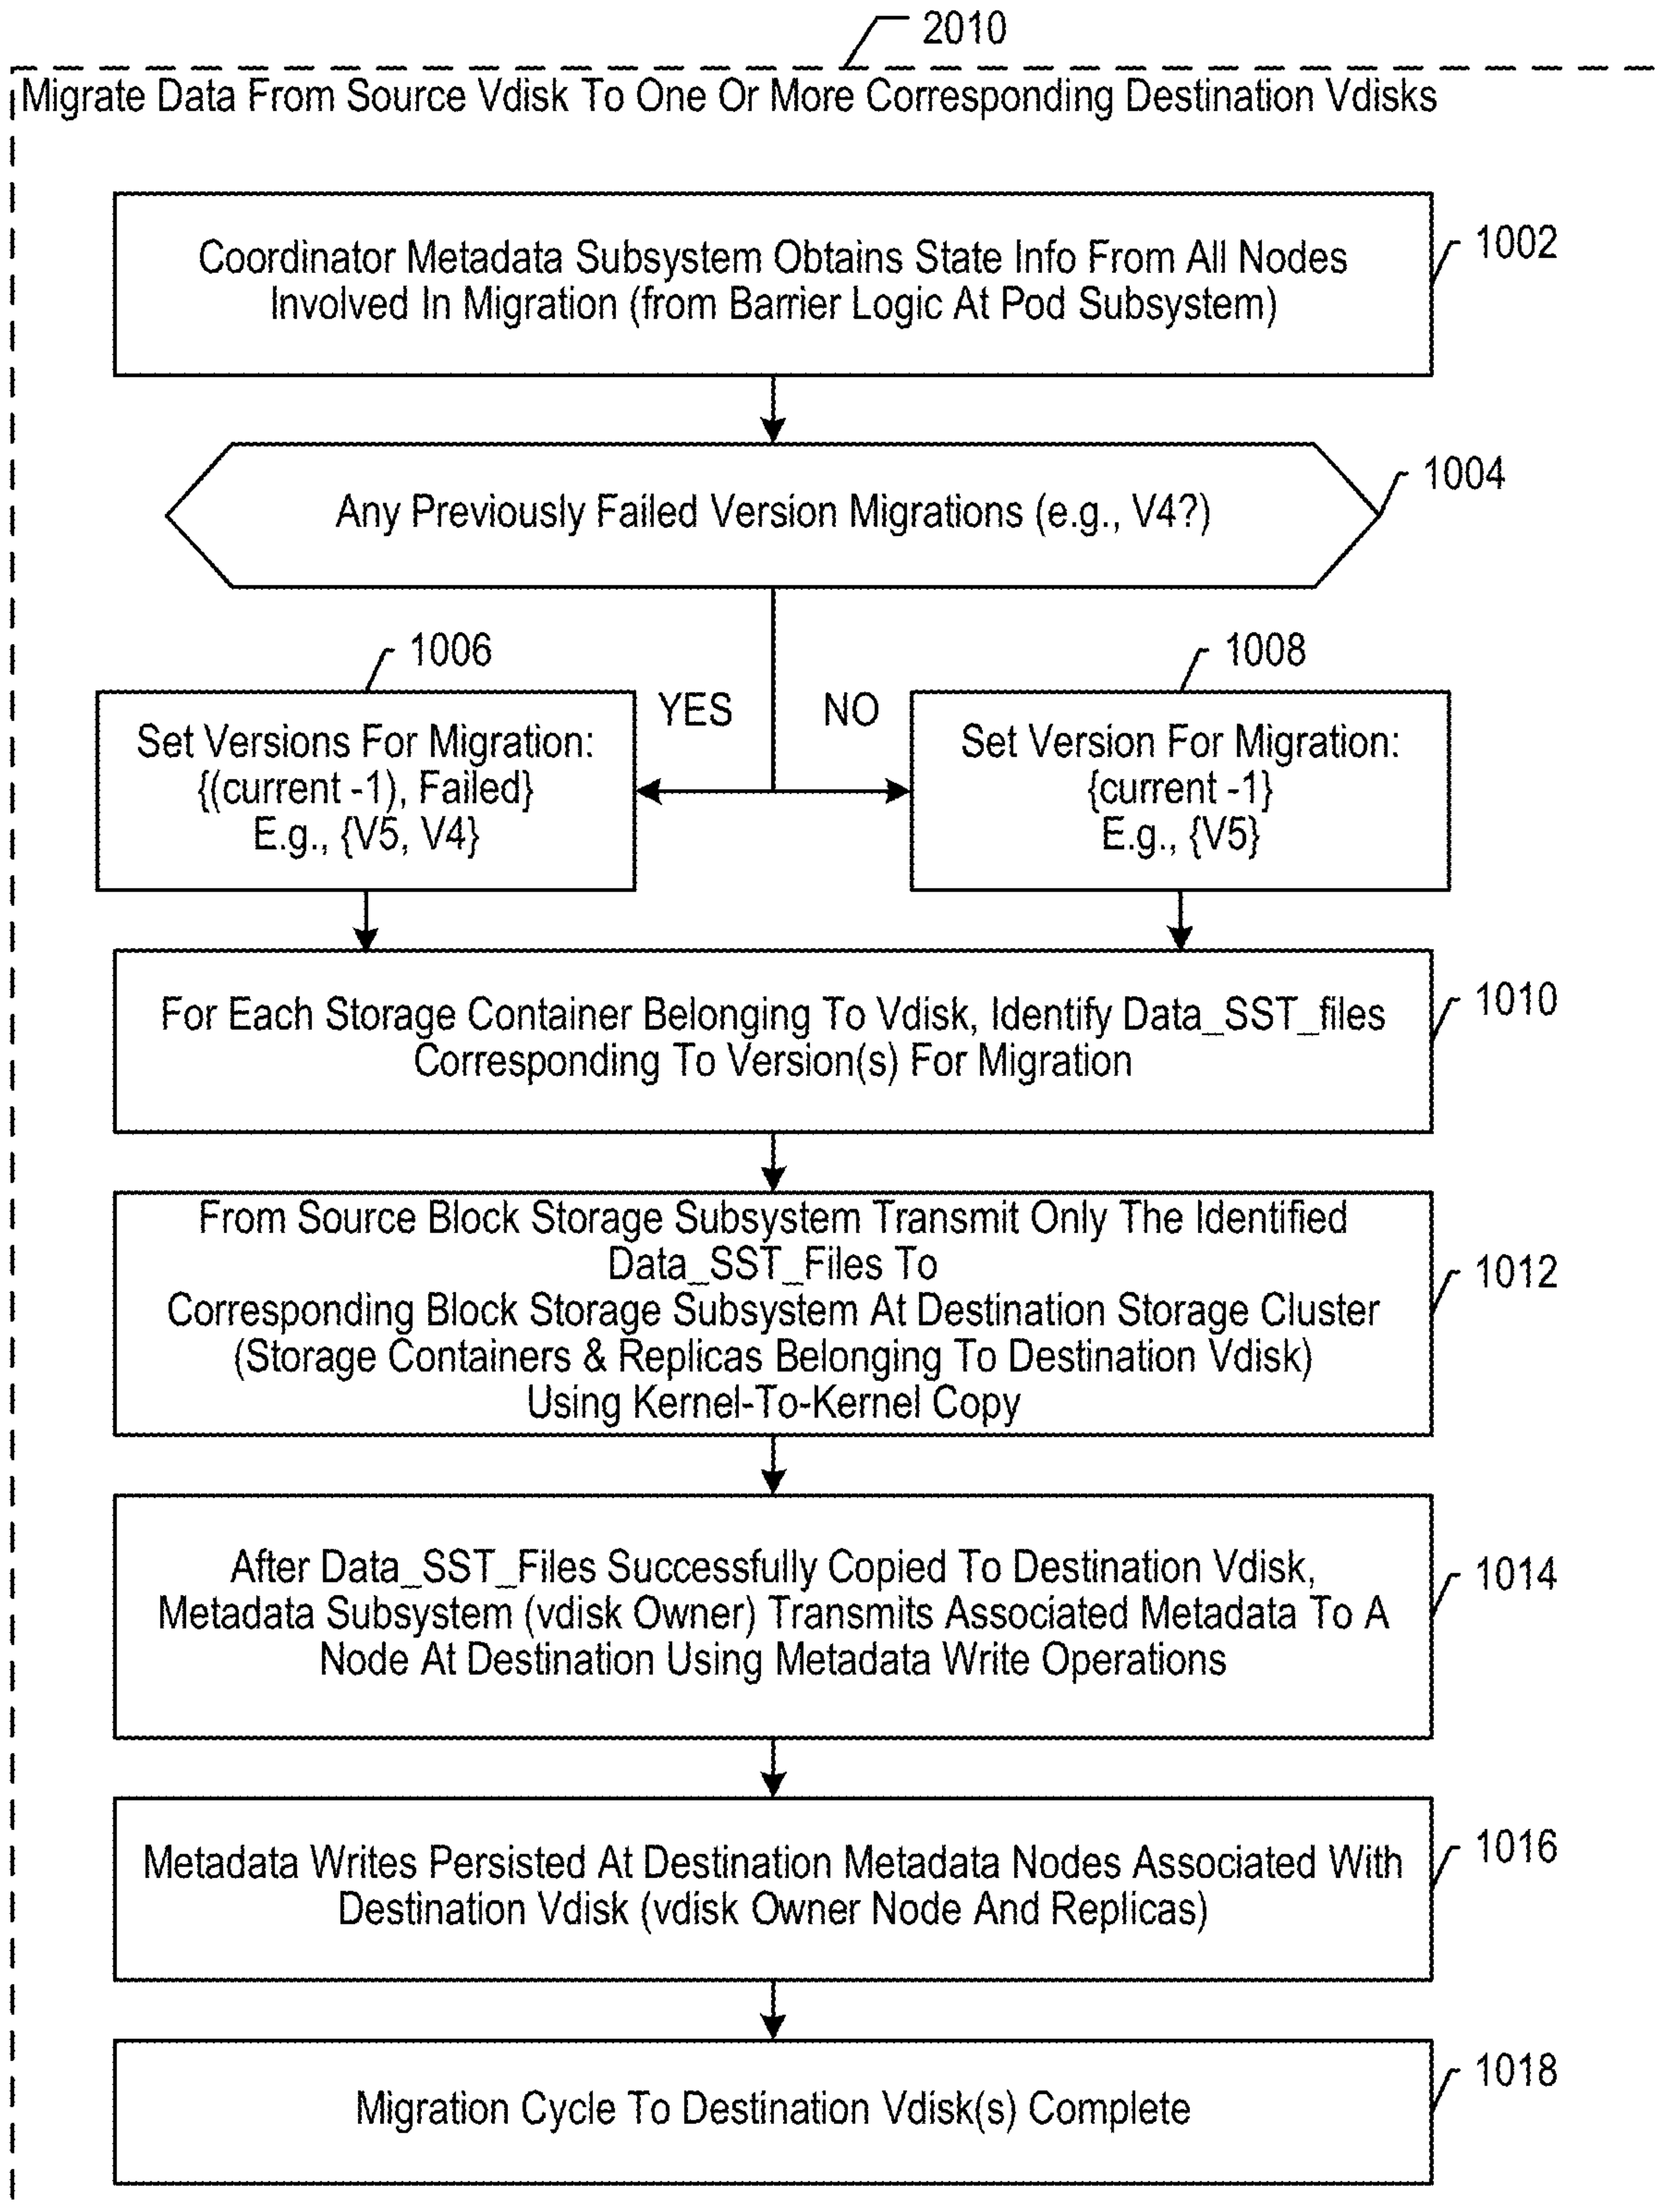 2010
Migrate Data From Source Vdisk To One Or More Corresponding Destination Vdisks
Coordinator Metadata Subsystem Obtains State Info From All Nodes
Involved In Migration (from Barrier Logic At Pod Subsystem)
1002
Any Previously Failed Version Migrations (e.g., V4?)
1004
1006
1008
YES
NO
Set Versions For Migration:
{(current -1), Failed}
E.g., {V5, V4}
Set Version For Migration:
{current -1}
E.g., {V5}
For Each Storage Container Belonging To Vdisk, Identify Data_SST_files
Corresponding To Version(s) For Migration
1010
From Source Block Storage Subsystem Transmit Only The Identified
Data_SST_Files To
Corresponding Block Storage Subsystem At Destination Storage Cluster
(Storage Containers & Replicas Belonging To Destination Vdisk)
Using Kernel-To-Kernel Copy
1012
After Data_SST_Files Successfully Copied To Destination Vdisk,
Metadata Subsystem (vdisk Owner) Transmits Associated Metadata To A
Node At Destination Using Metadata Write Operations
1014
Metadata Writes Persisted At Destination Metadata Nodes Associated With
Destination Vdisk (vdisk Owner Node And Replicas)
1016
Migration Cycle To Destination Vdisk(s) Complete
1018